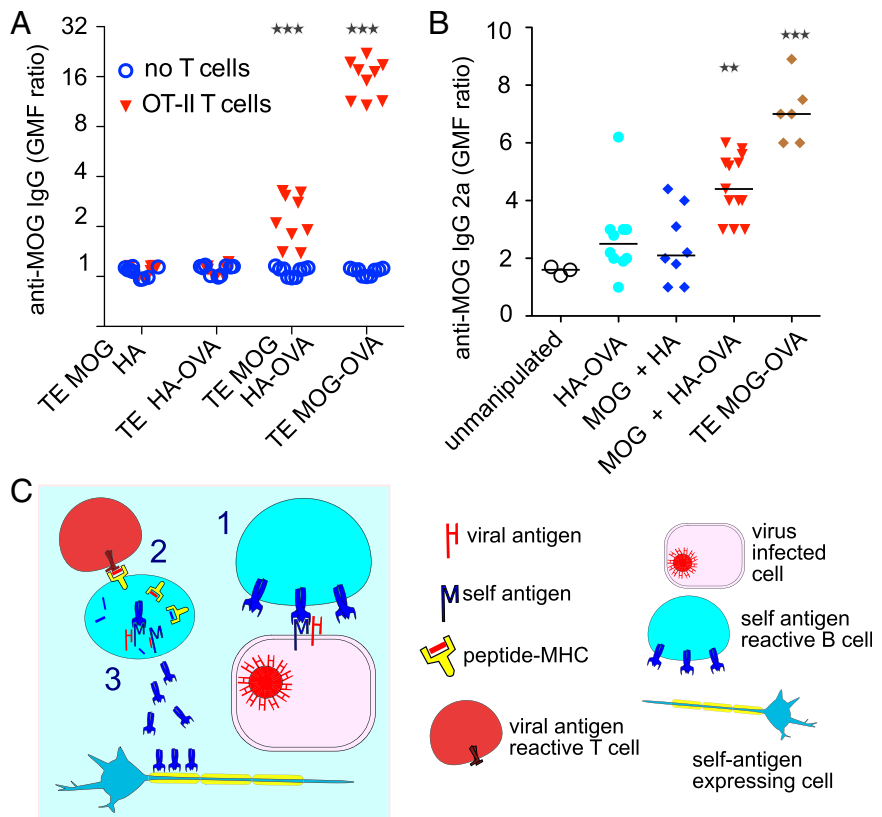 A
anti-MOG IgG (GMF ratio)
32
16
8
4
2
1
no T cells
OT-II T cells
★★★
★★★
TE MOG
HA
TE HA-OVA
TE MOG
HA-OVA
TE MOG-OVA
B
anti-MOG IgG 2a (GMF ratio)
10
8
6
4
2
0
★★
★★★
unmanipulated
HA-OVA
MOG + HA
MOG + HA-OVA
TE MOG-OVA
C
1
2
3
M H
H M M
H viral antigen
M self antigen
peptide-MHC
viral antigen
reactive T cell
virus
infected
cell
self antigen
reactive B cell
self-antigen
expressing cell